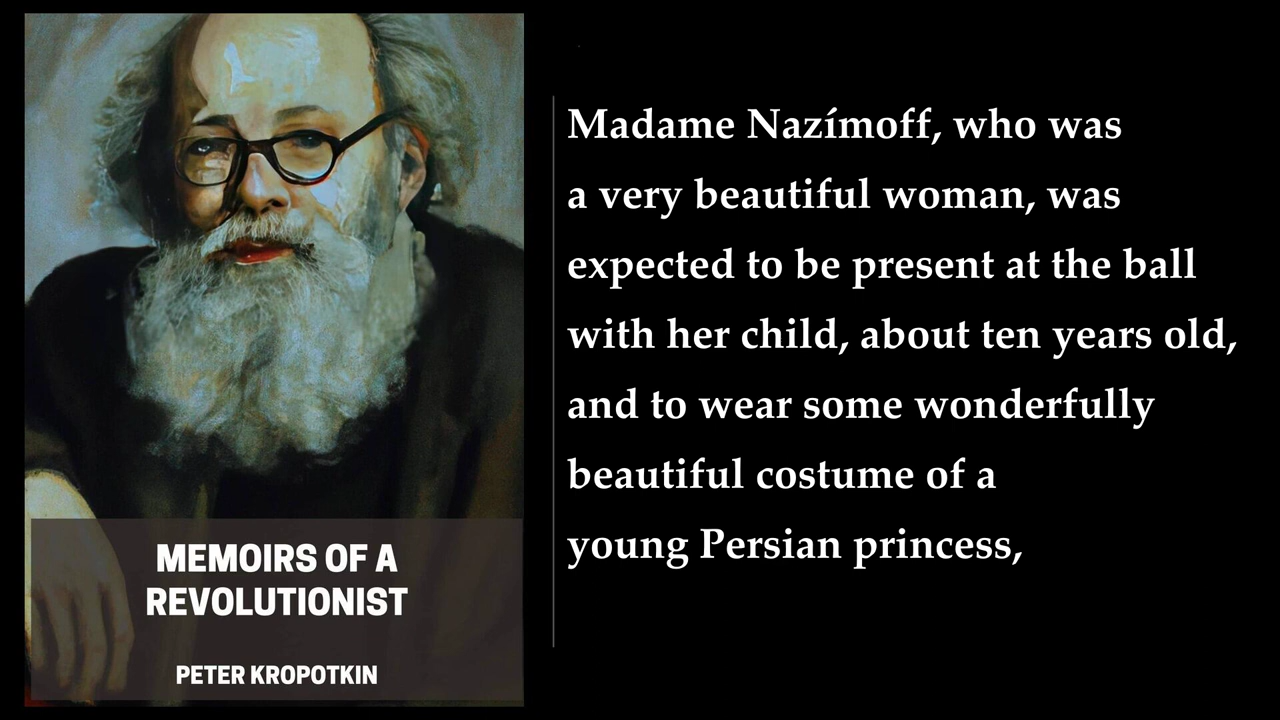 MEMOIRS OF A
REVOLUTIONIST
PETER KROPOTKIN
Madame Nazímoff, who was
a very beautiful woman, was
expected to be present at the ball
with her child, about ten years old,
and to wear some wonderfully
beautiful costume of a
young Persian princess,